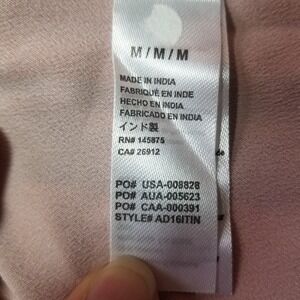 M / M / M
MADE IN INDIA
FABRIQUÉ EN INDE
HECHO EN INDIA
FABRICADO EN INDIA
インド製
RN# 145875
CA# 26912
PO# USA-008828
PO# AUA-005623
PO# CAA-000391
STYLE# AD16ITIN